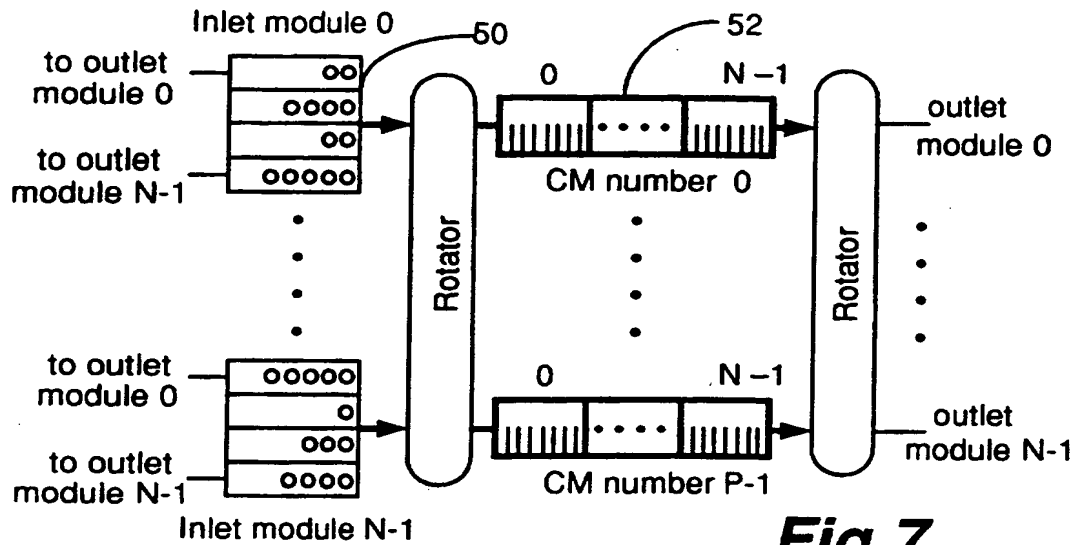 Inlet module 0
50
52
to outlet
module 0
to outlet
module N-1
Rotator
0
N –1
CM number 0
Rotator
outlet
module 0
to outlet
module 0
to outlet
module N-1
Inlet module N-1
0
N –1
CM number P-1
outlet
module N-1
Fig 7